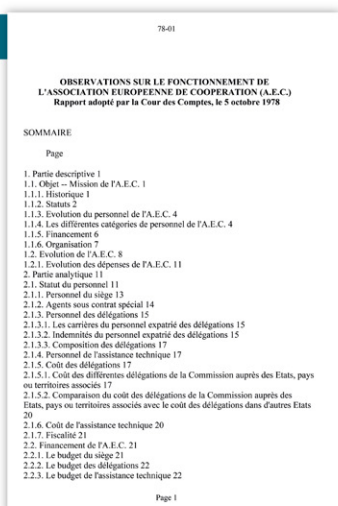 78-01
OBSERVATIONS SUR LE FONCTIONNEMENT DE
L'ASSOCIATION EUROPEENNE DE COOPERATION (A.E.C.)
Rapport adopté par la Cour des Comptes, le 5 octobre 1978
SOMMAIRE
Page
1. Partie descriptive 1
1.1. Objet -- Mission de l'A.E.C. 1
1.1.1. Historique 1
1.1.2. Statuts 2
1.1.3. Evolution du personnel de l'A.E.C. 4
1.1.4. Les différentes catégories de personnel de l'A.E.C. 4
1.1.5. Financement 6
1.1.6. Organisation 7
1.2. Evolution de l'A.E.C. 8
1.2.1. Evolution des dépenses de l'A.E.C. 11
2. Partie analytique 11
2.1. Statut du personnel 11
2.1.1. Personnel du siège 13
2.1.2. Agents sous contrat spécial 14
2.1.3. Personnel des délégations 15
2.1.3.1. Les carrières du personnel expatrié des délégations 15
2.1.3.2. Indemnités du personnel expatrié des délégations 15
2.1.3.3. Composition des délégations 17
2.1.4. Personnel de l'assistance technique 17
2.1.5. Coût des délégations 17
2.1.5.1. Coût des différentes délégations de la Commission auprès des Etats, pays
ou territoires associés 17
2.1.5.2. Comparaison du coût des délégations de la Commission auprès des
Etats, pays ou territoires associés avec le coût des délégations dans d'autres Etats
20
2.1.6. Coût de l'assistance technique 20
2.1.7. Fiscalité 21
2.2. Financement de l'A.E.C. 21
2.2.1. Le budget du siège 21
2.2.2. Le budget des délégations 22
2.2.3. Le budget de l'assistance technique 22
Page 1